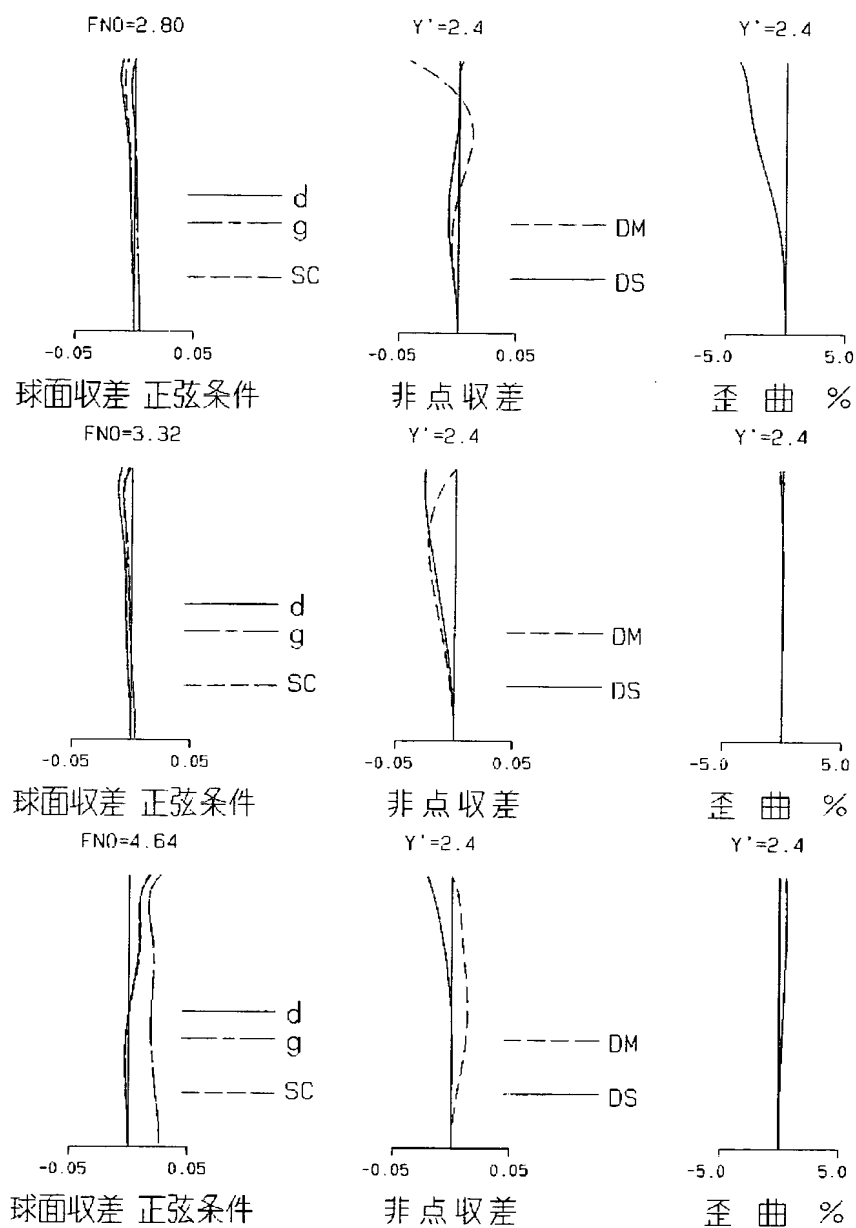 FNO=2.80 Y'=2.4 Y'=2.4
d
g
DM
SC
DS
-0.05 0.05 -0.05 0.05 -5.0 5.0
球面収差 正弦条件 非点収差 歪曲 %
FNO=3.32 Y'=2.4 Y'=2.4
d
g
DM
SC
DS
-0.05 0.05 -0.05 0.05 -5.0 5.0
球面収差 正弦条件 非点収差 歪曲 %
FNO=4.64 Y'=2.4 Y'=2.4
d
g
DM
SC
DS
-0.05 0.05 -0.05 0.05 -5.0 5.0
球面収差 正弦条件 非点収差 歪曲 %